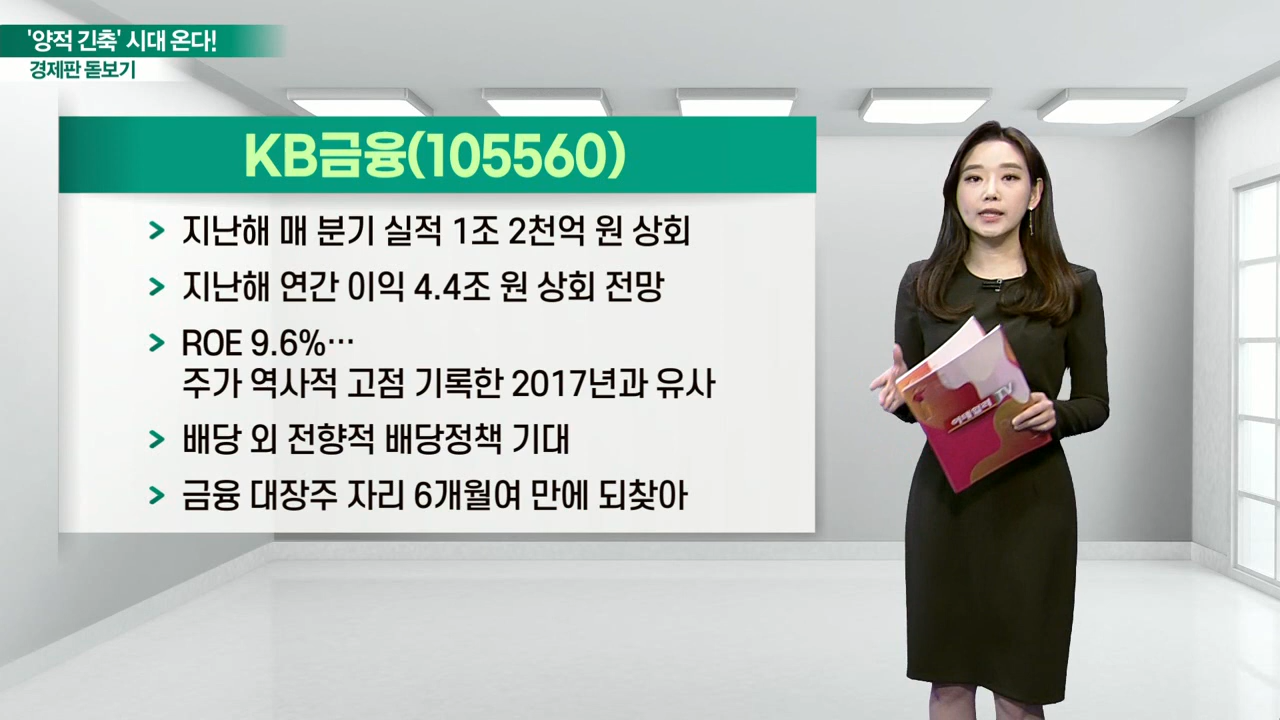 '양적 긴축' 시대 온다!
경제판 돋보기
KB금융(105560)
> 지난해 매 분기 실적 1조 2천억 원 상회
> 지난해 연간 이익 4.4조 원 상회 전망
> ROE 9.6%…
주가 역사적 고점 기록한 2017년과 유사
> 배당 외 전향적 배당정책 기대
> 금융 대장주 자리 6개월여 만에 되찾아